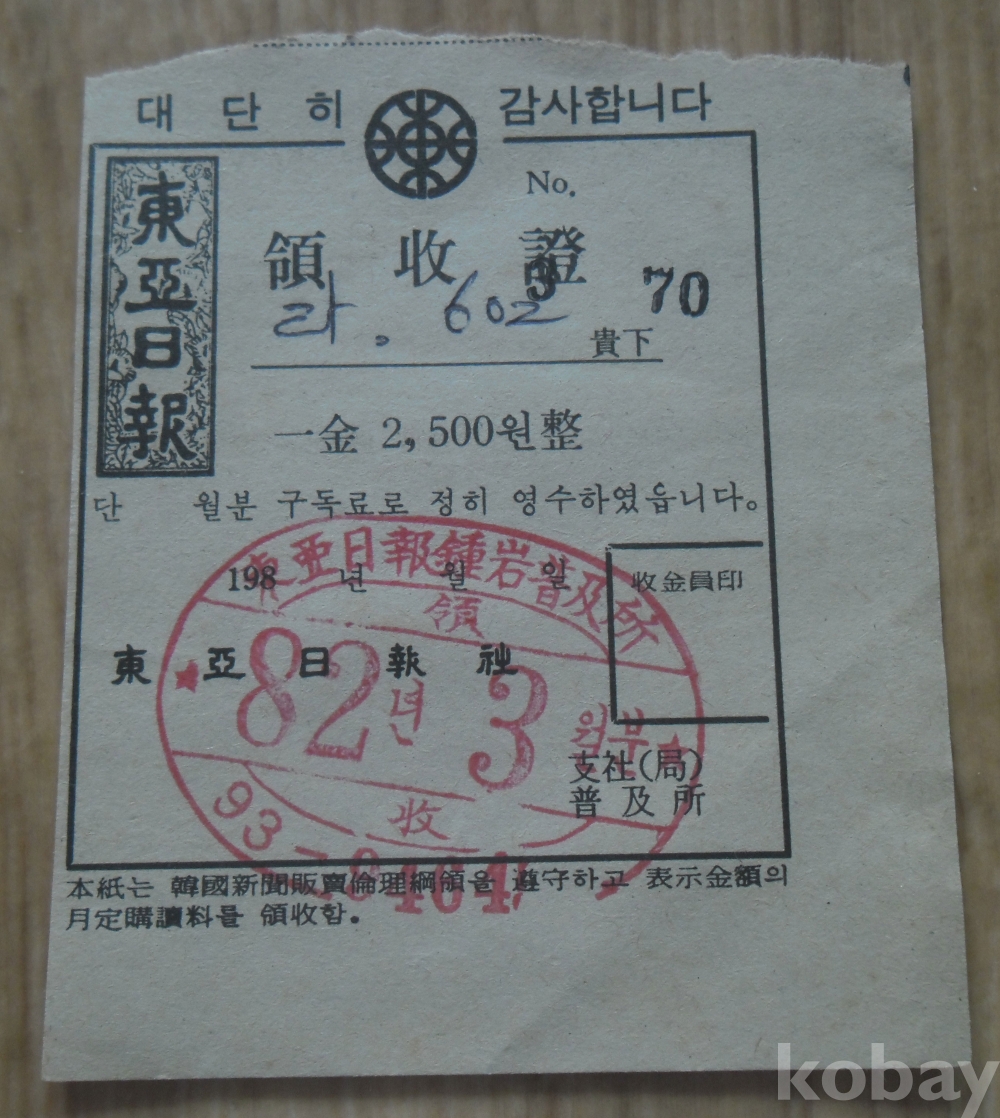 대단히 감사합니다
東亞日報
No.
領收證
3 70
라. 602 貴下
一金 2,500원整
단 월분 구독료로 정히 영수하였읍니다.
198 년 월 일
收金員印
東亞日報社
支社(局)
普及所
東亞日報鍾岩普及所
領
82년 3월분
收
93-
本紙는 韓國新聞販賣倫理綱領을 遵守하고 表示金額의
月定購讀料를 領收함.
kobay